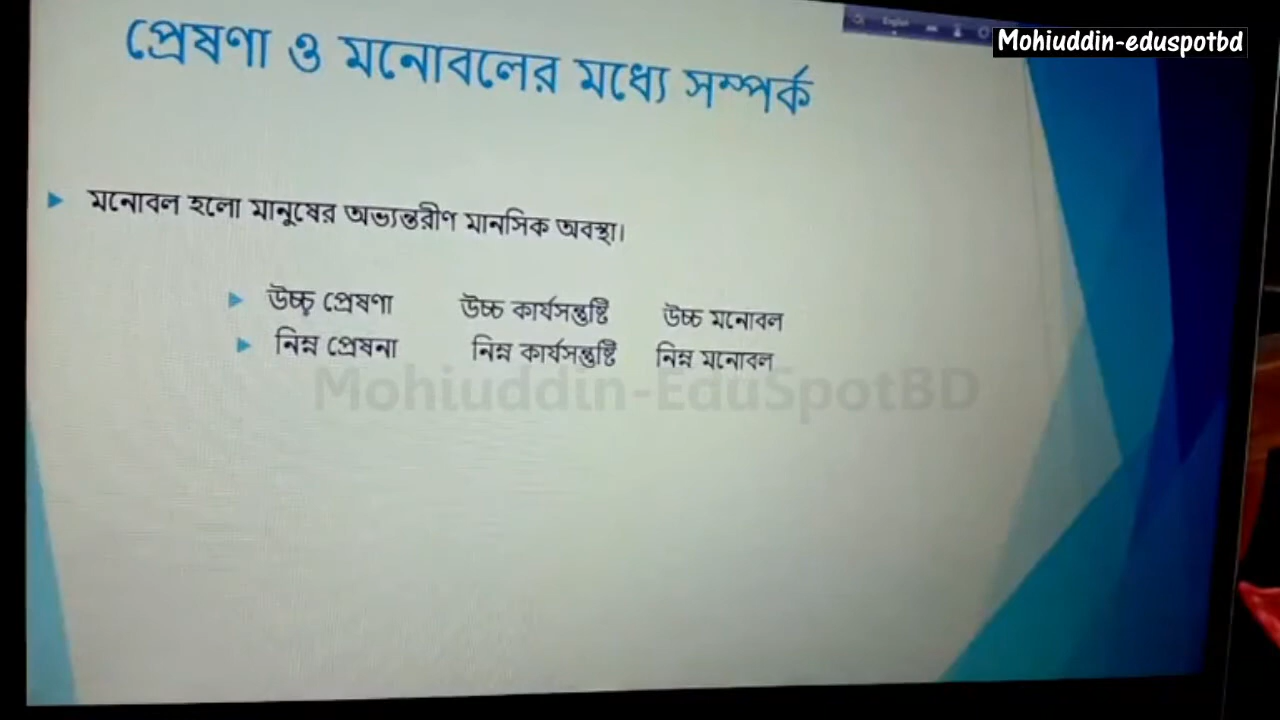 English
Mohiuddin-eduspotbd
প্রেষণা ও মনোবলের মধ্যে সম্পর্ক
মনোবল হলো মানুষের অভ্যন্তরীণ মানসিক অবস্থা।
উচ্চ প্রেষণা উচ্চ কার্যসন্তুষ্টি উচ্চ মনোবল
নিম্ন প্রেষনা নিম্ন কার্যসন্তুষ্টি নিম্ন মনোবল
Mohiuddin-EduSpotBD